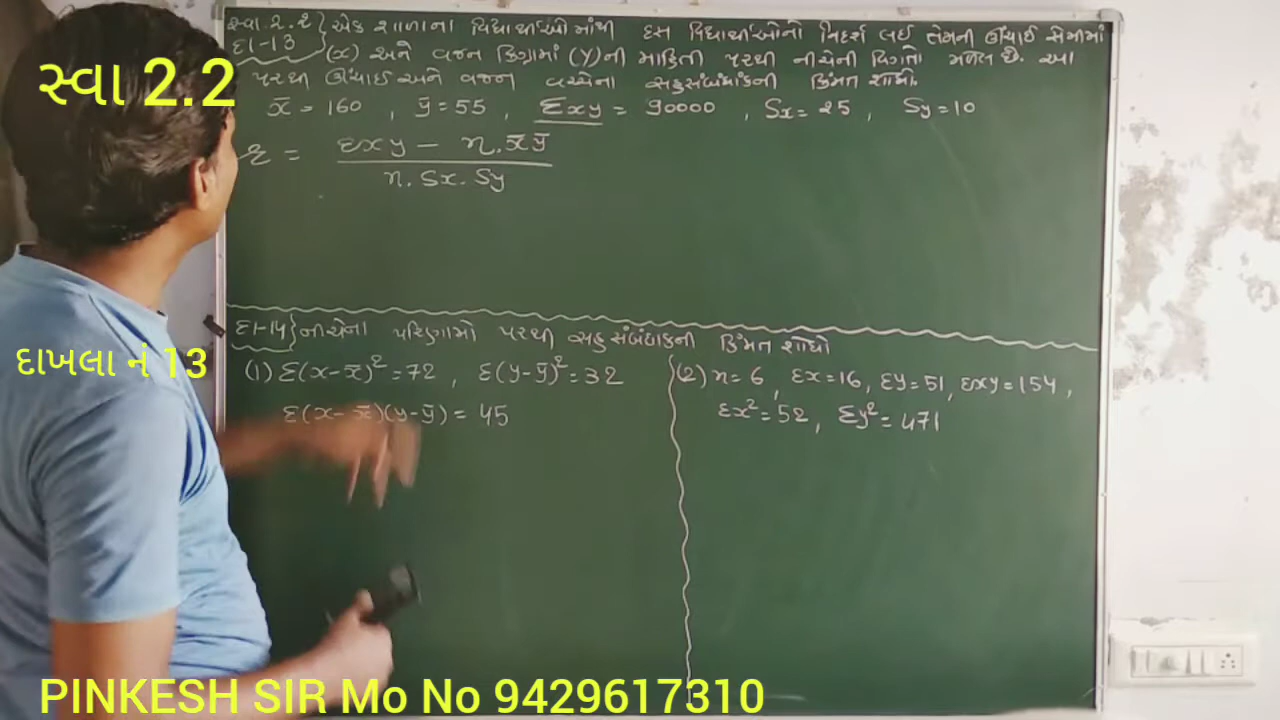 સ્વા 2.2
સ્વા. 2.2 } એક શાળાના વિદ્યાર્થીઓમાંથી દસ વિદ્યાર્થીઓનો નિદર્શ લઈ તેમની ઊંચાઈ સેમીમાં
દા-13 (x) અને વજન કિગ્રામાં (y)ની માહિતી પરથી નીચેની વિગતો મળેલ છે. આ
પરથી ઊંચાઈ અને વજન વચ્ચેના સહસંબંધાંકની કિંમત શોધો.
x̄ = 160 , ȳ = 55 , Σxy = 90000 , Sx = 25 , Sy = 10
r = Σxy − n.x̄ȳ
n. Sx. Sy
દા-14} નીચેના પરિણામો પરથી સહસંબંધાંકની કિંમત શોધો
દાખલા નં 13
(1) Σ(x-x̄)² = 72 , Σ(y-ȳ)² = 32
Σ(x-x̄)(y-ȳ) = 45
(2) n = 6 , Σx = 16 , Σy = 51 , Σxy = 154 ,
Σx² = 52 , Σy² = 471
PINKESH SIR Mo No 9429617310